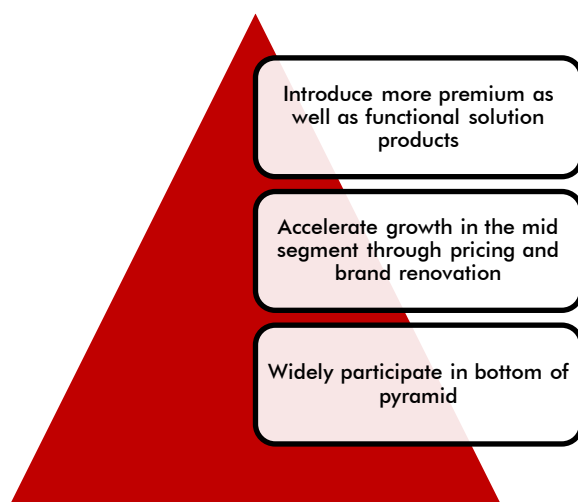 Introduce more premium as
well as functional solution
products
Accelerate growth in the mid
segment through pricing and
brand renovation
Widely participate in bottom of
pyramid